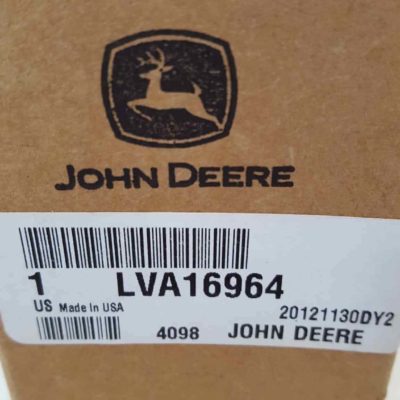 JOHN DEERE
1 LVA16964
US Made In USA
20121130DY2
4098 JOHN DEERE